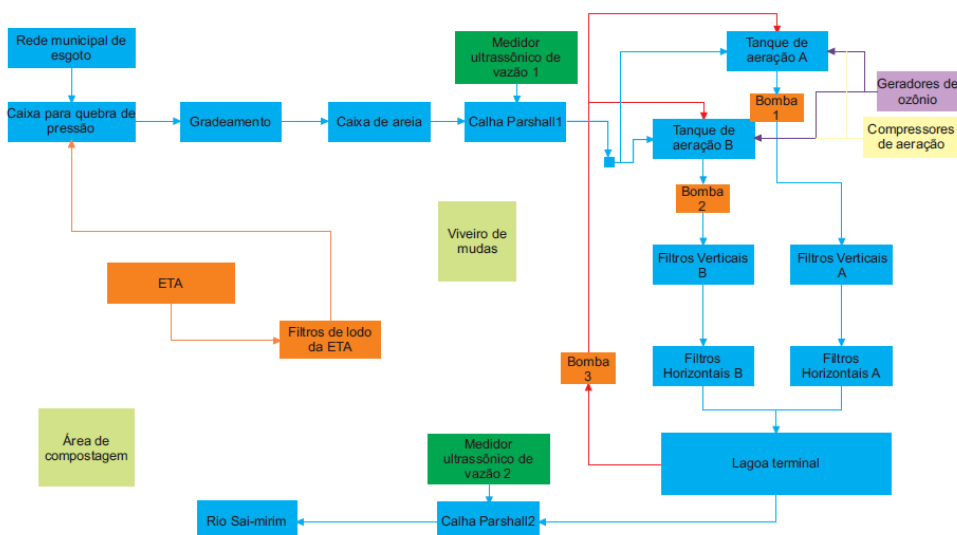 Rede municipal de
esgoto
Medidor
ultrassônico de
vazão 1
Tanque de
aeração A
Geradores de
ozônio
Caixa para quebra de
pressão
Gradeamento
Caixa de areia
Calha Parshall1
Bomba
1
Tanque de
aeração B
Compressores
de aeração
Bomba
2
Viveiro de
mudas
Filtros Verticais
B
Filtros Verticais
A
ETA
Filtros de lodo
da ETA
Bomba
3
Filtros
Horizontais B
Filtros
Horizontais A
Área de
compostagem
Medidor
ultrassônico de
vazão 2
Lagoa terminal
Rio Sai-mirim
Calha Parshall2